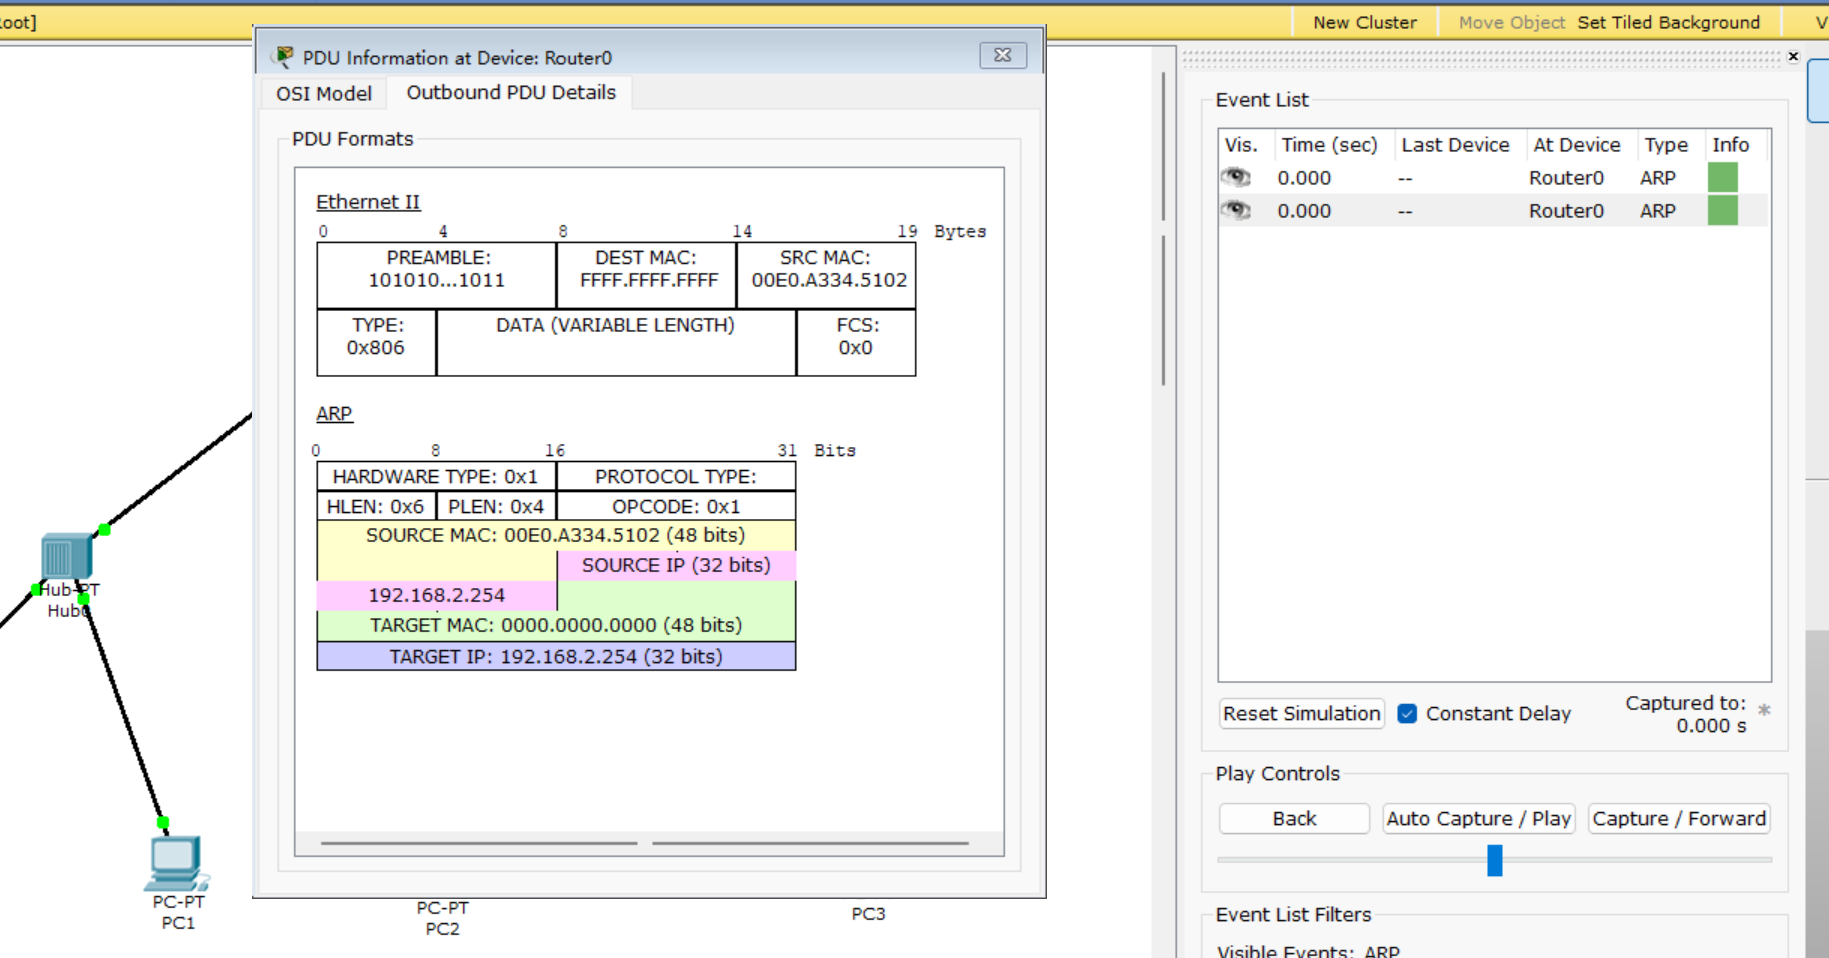 oot]
New Cluster
Move Object
Set Tiled Background
V
PDU Information at Device: Router0
OSI Model
Outbound PDU Details
PDU Formats
Ethernet II
0 4 8 14 19 Bytes
PREAMBLE:
101010...1011
DEST MAC:
FFFF.FFFF.FFFF
SRC MAC:
00E0.A334.5102
TYPE:
0x806
DATA (VARIABLE LENGTH)
FCS:
0x0
ARP
0 8 16 31 Bits
HARDWARE TYPE: 0x1
PROTOCOL TYPE:
HLEN: 0x6
PLEN: 0x4
OPCODE: 0x1
SOURCE MAC: 00E0.A334.5102 (48 bits)
SOURCE IP (32 bits)
192.168.2.254
TARGET MAC: 0000.0000.0000 (48 bits)
TARGET IP: 192.168.2.254 (32 bits)
Hub-PT
Hub0
PC-PT
PC1
PC-PT
PC2
PC3
Event List
Vis. Time (sec) Last Device At Device Type Info
0.000 -- Router0 ARP
0.000 -- Router0 ARP
Reset Simulation
Constant Delay
Captured to:
0.000 s
*
Play Controls
Back
Auto Capture / Play
Capture / Forward
Event List Filters
Visible Events: ARP